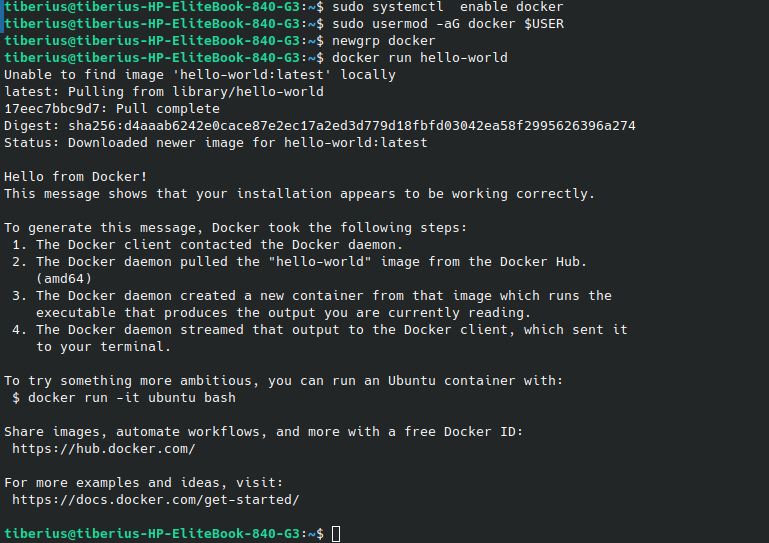 tiberius@tiberius-HP-EliteBook-840-G3:~$ sudo systemctl  enable docker
tiberius@tiberius-HP-EliteBook-840-G3:~$ sudo usermod -aG docker $USER
tiberius@tiberius-HP-EliteBook-840-G3:~$ newgrp docker
tiberius@tiberius-HP-EliteBook-840-G3:~$ docker run hello-world
Unable to find image 'hello-world:latest' locally
latest: Pulling from library/hello-world
17eec7bbc9d7: Pull complete
Digest: sha256:d4aaab6242e0cace87e2ec17a2ed3d779d18fbfd03042ea58f2995626396a274
Status: Downloaded newer image for hello-world:latest

Hello from Docker!
This message shows that your installation appears to be working correctly.

To generate this message, Docker took the following steps:
 1. The Docker client contacted the Docker daemon.
 2. The Docker daemon pulled the "hello-world" image from the Docker Hub.
    (amd64)
 3. The Docker daemon created a new container from that image which runs the
    executable that produces the output you are currently reading.
 4. The Docker daemon streamed that output to the Docker client, which sent it
    to your terminal.

To try something more ambitious, you can run an Ubuntu container with:
 $ docker run -it ubuntu bash

Share images, automate workflows, and more with a free Docker ID:
 https://hub.docker.com/

For more examples and ideas, visit:
 https://docs.docker.com/get-started/

tiberius@tiberius-HP-EliteBook-840-G3:~$